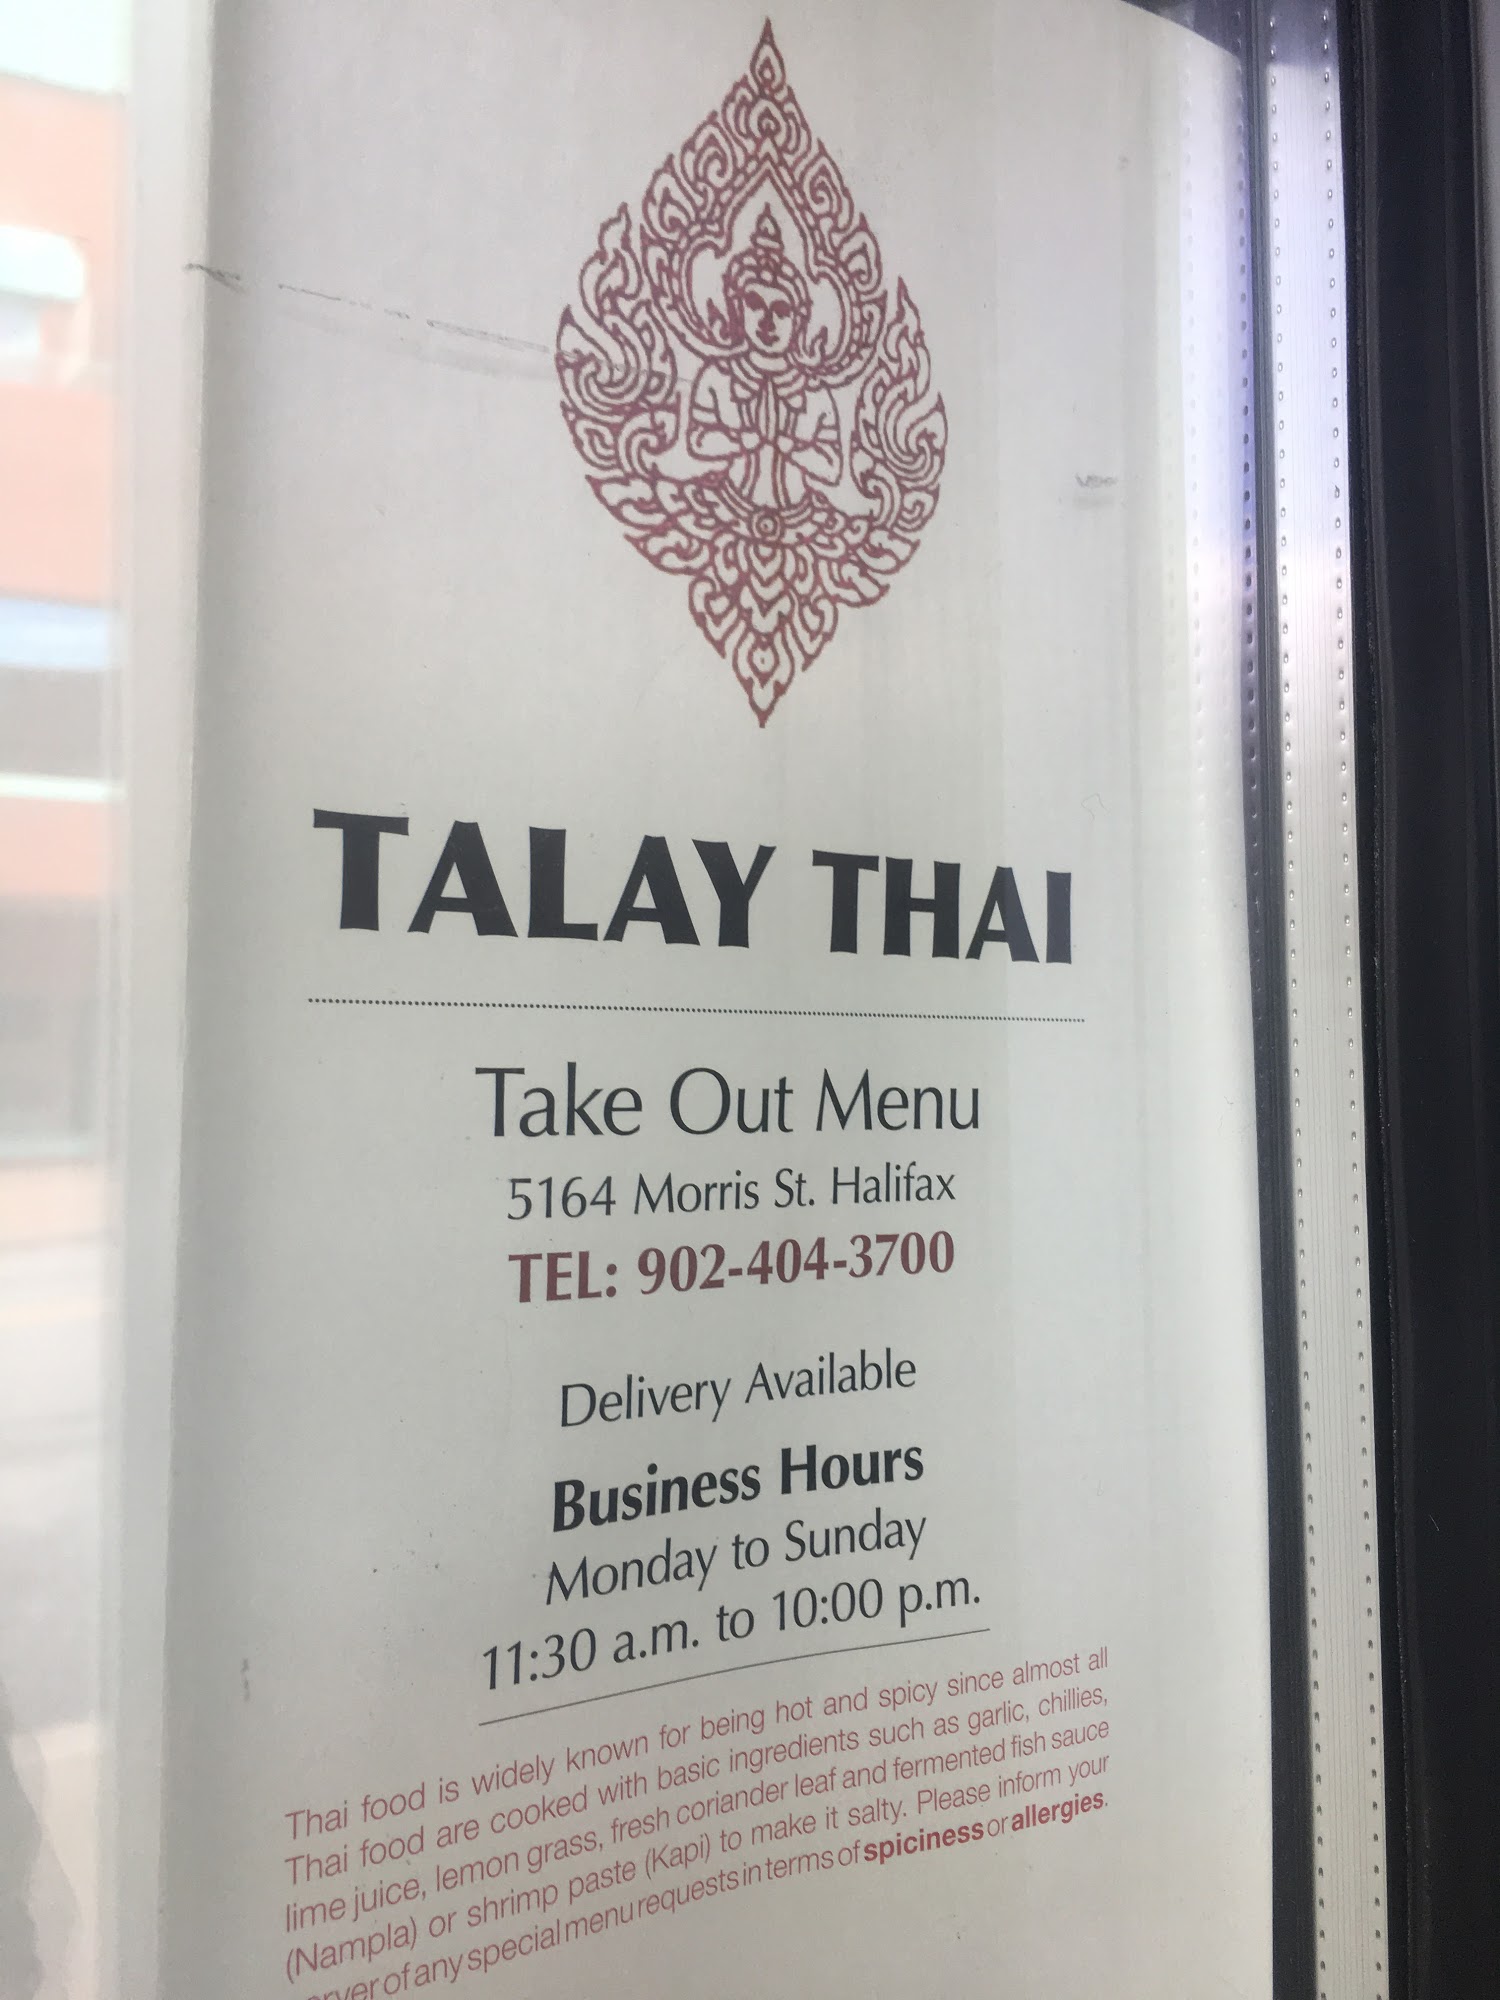 TALAY THAI
Take Out Menu
5164 Morris St. Halifax
TEL: 902-404-3700
Delivery Available
Business Hours
Monday to Sunday
11:30 a.m. to 10:00 p.m.
Thai food is widely known for being hot and spicy since almost all
Thai food are cooked with basic ingredients such as garlic, chillies,
lime juice, lemon grass, fresh coriander leaf and fermented fish sauce
(Nampla) or shrimp paste (Kapi) to make it salty. Please inform your
of any special menu requests in terms of spiciness or allergies.